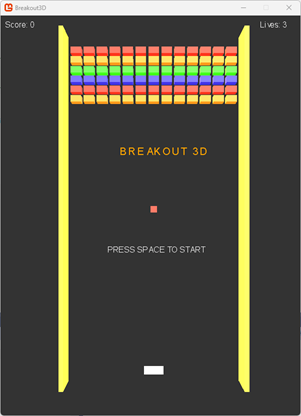 Breakout3D
Score: 0
Lives: 3
BREAKOUT 3D
PRESS SPACE TO START